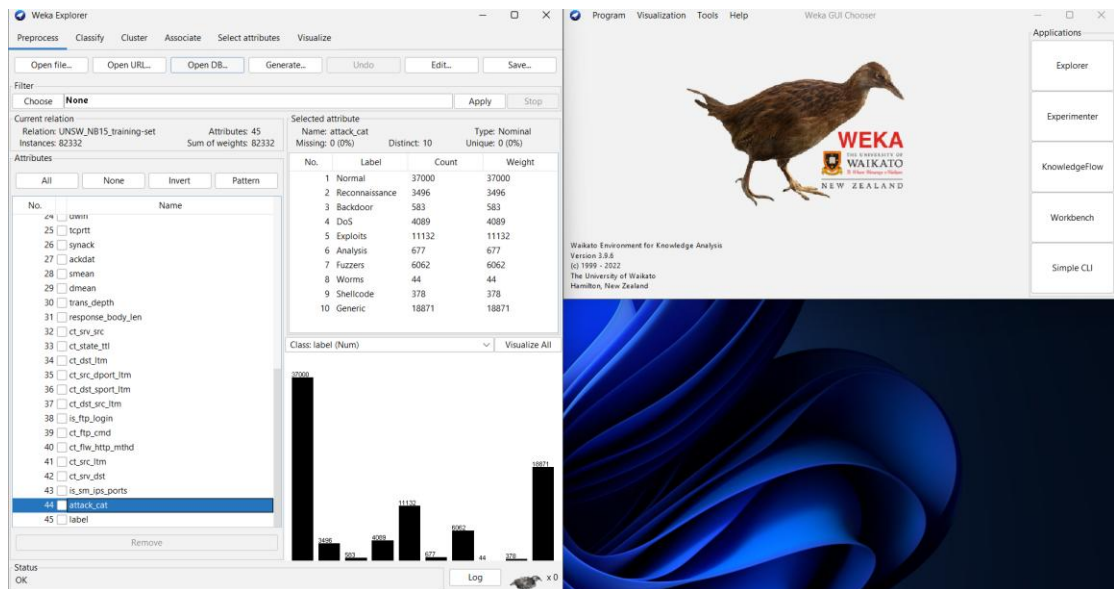 Weka Explorer
Preprocess Classify Cluster Associate Select attributes Visualize
Open file... Open URL... Open DB... Generate... Undo Edit... Save...
Filter
Choose None Apply Stop
Current relation
Relation: UNSW_NB15_training-set Attributes: 45
Instances: 82332 Sum of weights: 82332
Attributes
All None Invert Pattern
No. Name
24 dwin
25 tcprtt
26 synack
27 ackdat
28 smean
29 dmean
30 trans_depth
31 response_body_len
32 ct_srv_src
33 ct_state_ttl
34 ct_dst_ltm
35 ct_src_dport_ltm
36 ct_dst_sport_ltm
37 ct_dst_src_ltm
38 is_ftp_login
39 ct_ftp_cmd
40 ct_flw_http_mthd
41 ct_src_ltm
42 ct_srv_dst
43 is_sm_ips_ports
44 attack_cat
45 label
Remove
Selected attribute
Name: attack_cat Type: Nominal
Missing: 0 (0%) Distinct: 10 Unique: 0 (0%)
No. Label Count Weight
1 Normal 37000 37000
2 Reconnaissance 3496 3496
3 Backdoor 583 583
4 DoS 4089 4089
5 Exploits 11132 11132
6 Analysis 677 677
7 Fuzzers 6062 6062
8 Worms 44 44
9 Shellcode 378 378
10 Generic 18871 18871
Class: label (Num) Visualize All
37000
3496
583
4089
11132
677
6062
44
378
18871
Status
OK
Log x 0
Program Visualization Tools Help Weka GUI Chooser
WEKA
THE UNIVERSITY OF
WAIKATO
NEW ZEALAND
Waikato Environment for Knowledge Analysis
Version 3.9.6
(c) 1999 - 2022
The University of Waikato
Hamilton, New Zealand
Applications
Explorer
Experimenter
KnowledgeFlow
Workbench
Simple CLI